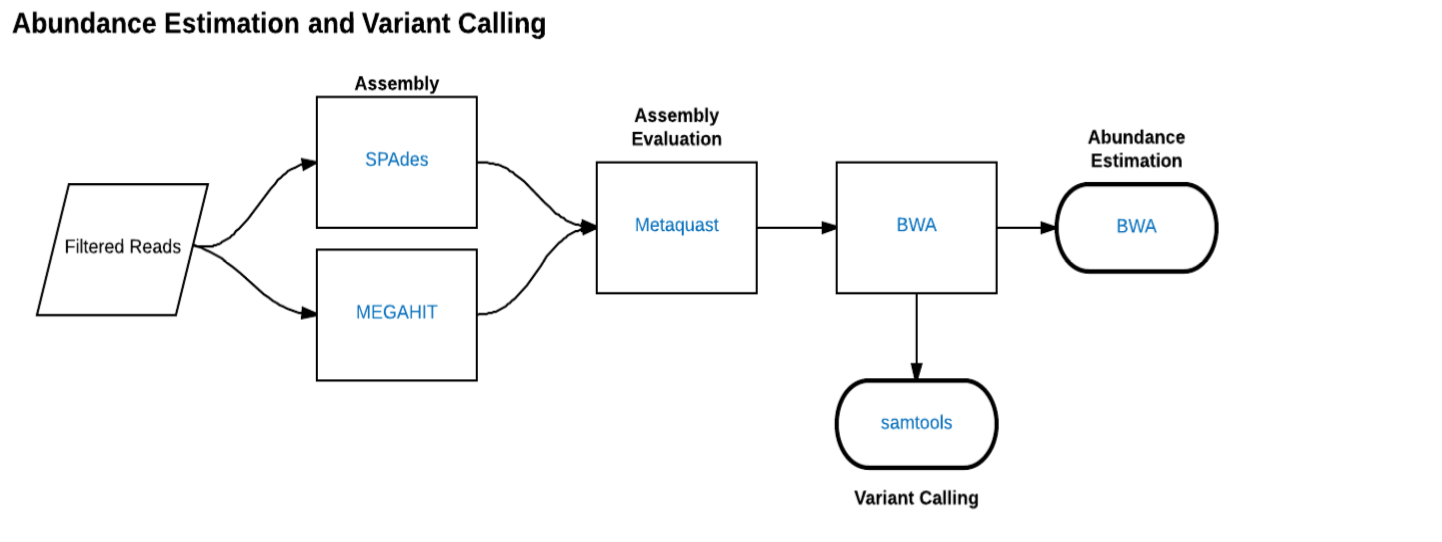 Abundance Estimation and Variant Calling
Assembly
SPAdes
Filtered Reads
MEGAHIT
Assembly
Evaluation
Metaquast
BWA
Abundance
Estimation
BWA
samtools
Variant Calling